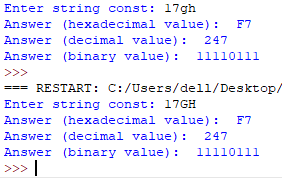 Enter string const: 17gh
Answer (hexadecimal value):  F7
Answer (decimal value):  247
Answer (binary value):  11110111
>>>
=== RESTART: C:/Users/dell/Desktop/
Enter string const: 17GH
Answer (hexadecimal value):  F7
Answer (decimal value):  247
Answer (binary value):  11110111
>>>